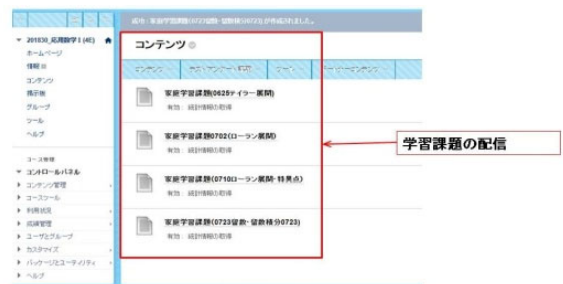 成功: 家庭学習課題(0723留数・留数積分0723)が作成されました。
201830_応用数学Ⅰ(4E)
ホームページ
情報
コンテンツ
掲示板
グループ
ツール
ヘルプ
コース管理
コントロールパネル
コンテンツ管理
コースツール
利用状況
成績管理
ユーザとグループ
カスタマイズ
パッケージとユーティリティ
ヘルプ
コンテンツ
家庭学習課題(0625テイラー展開)
有効: 統計情報の取得
家庭学習課題0702(ローラン展開)
有効: 統計情報の取得
家庭学習課題(0710ローラン展開・特異点)
有効: 統計情報の取得
家庭学習課題(0723留数・留数積分0723)
有効: 統計情報の取得
学習課題の配信